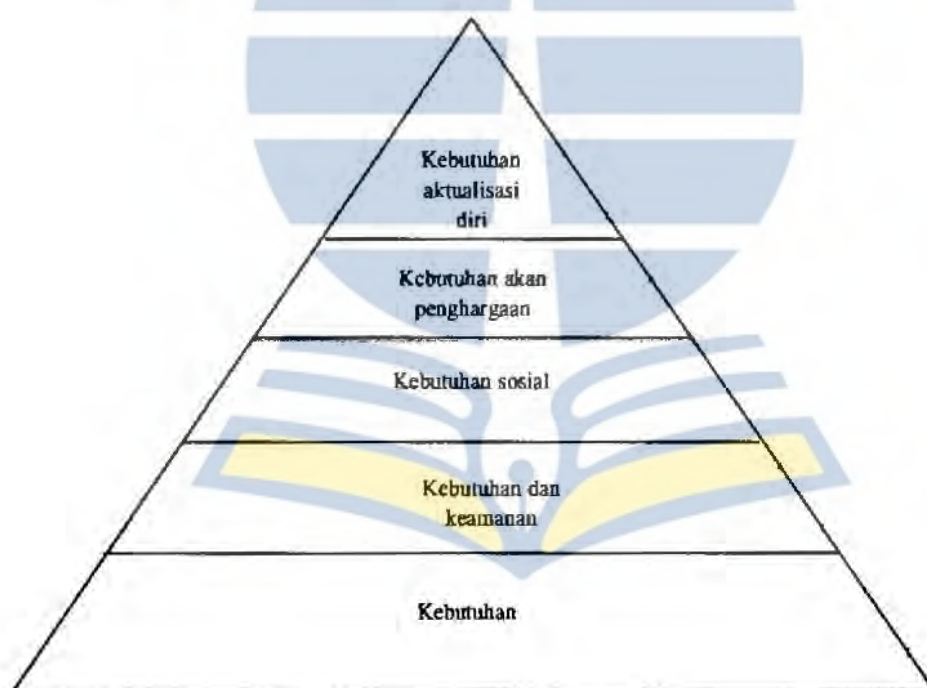 Kebutuhan
aktualisasi
diri
Kebutuhan akan
penghargaan
Kebutuhan sosial
Kebutuhan dan
keamanan
Kebutuhan